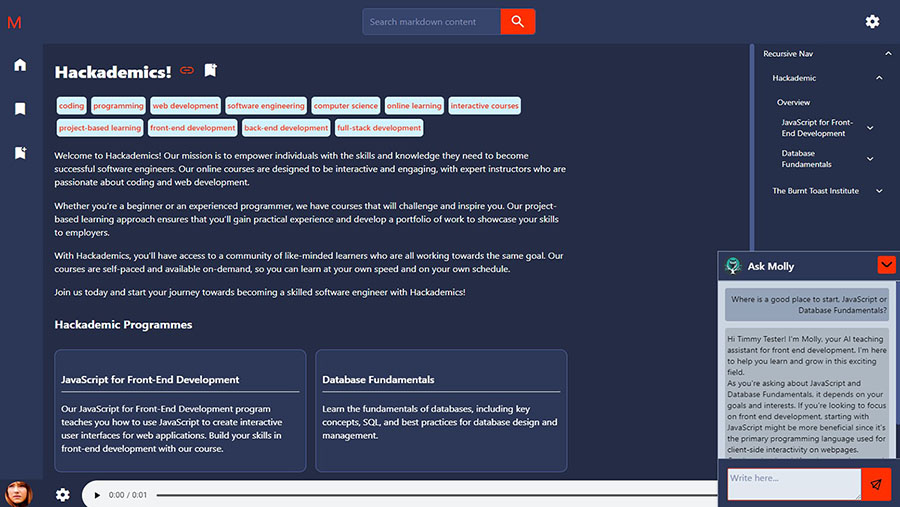 M
Search markdown content
Hackademics!
coding programming web development software engineering computer science online learning interactive courses
project-based learning front-end development back-end development full-stack development
Welcome to Hackademics! Our mission is to empower individuals with the skills and knowledge they need to become
successful software engineers. Our online courses are designed to be interactive and engaging, with expert instructors who are
passionate about coding and web development.
Whether you're a beginner or an experienced programmer, we have courses that will challenge and inspire you. Our project-
based learning approach ensures that you'll gain practical experience and develop a portfolio of work to showcase your skills
to employers.
With Hackademics, you'll have access to a community of like-minded learners who are all working towards the same goal. Our
courses are self-paced and available on-demand, so you can learn at your own speed and on your own schedule.
Join us today and start your journey towards becoming a skilled software engineer with Hackademics!
Hackademic Programmes
JavaScript for Front-End Development
Our JavaScript for Front-End Development program
teaches you how to use JavaScript to create interactive
user interfaces for web applications. Build your skills in
front-end development with our course.
Database Fundamentals
Learn the fundamentals of databases, including key
concepts, SQL, and best practices for database design and
management.
0:00 / 0:01
Recursive Nav
Hackademic
Overview
JavaScript for Front-
End Development
Database
Fundamentals
The Burnt Toast Institute
Ask Molly
Where is a good place to start, JavaScript or
Database Fundamentals?
Hi Timmy Tester! I'm Molly, your AI teaching
assistant for front end development. I'm here
to help you learn and grow in this exciting
field.
As you're asking about JavaScript and
Database Fundamentals, it depends on your
goals and interests. If you're looking to focus
on front end development, starting with
JavaScript might be more beneficial since it's
the primary programming language used for
client-side interactivity on webpages.
Write here...